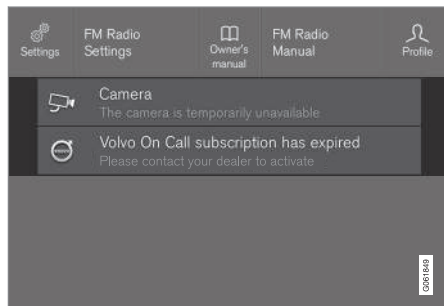 Settings
FM Radio
Settings
Owner's
manual
FM Radio
Manual
Profile
Camera
The camera is temporarily unavailable
Volvo On Call subscription has expired
Please contact your dealer to activate
G061849